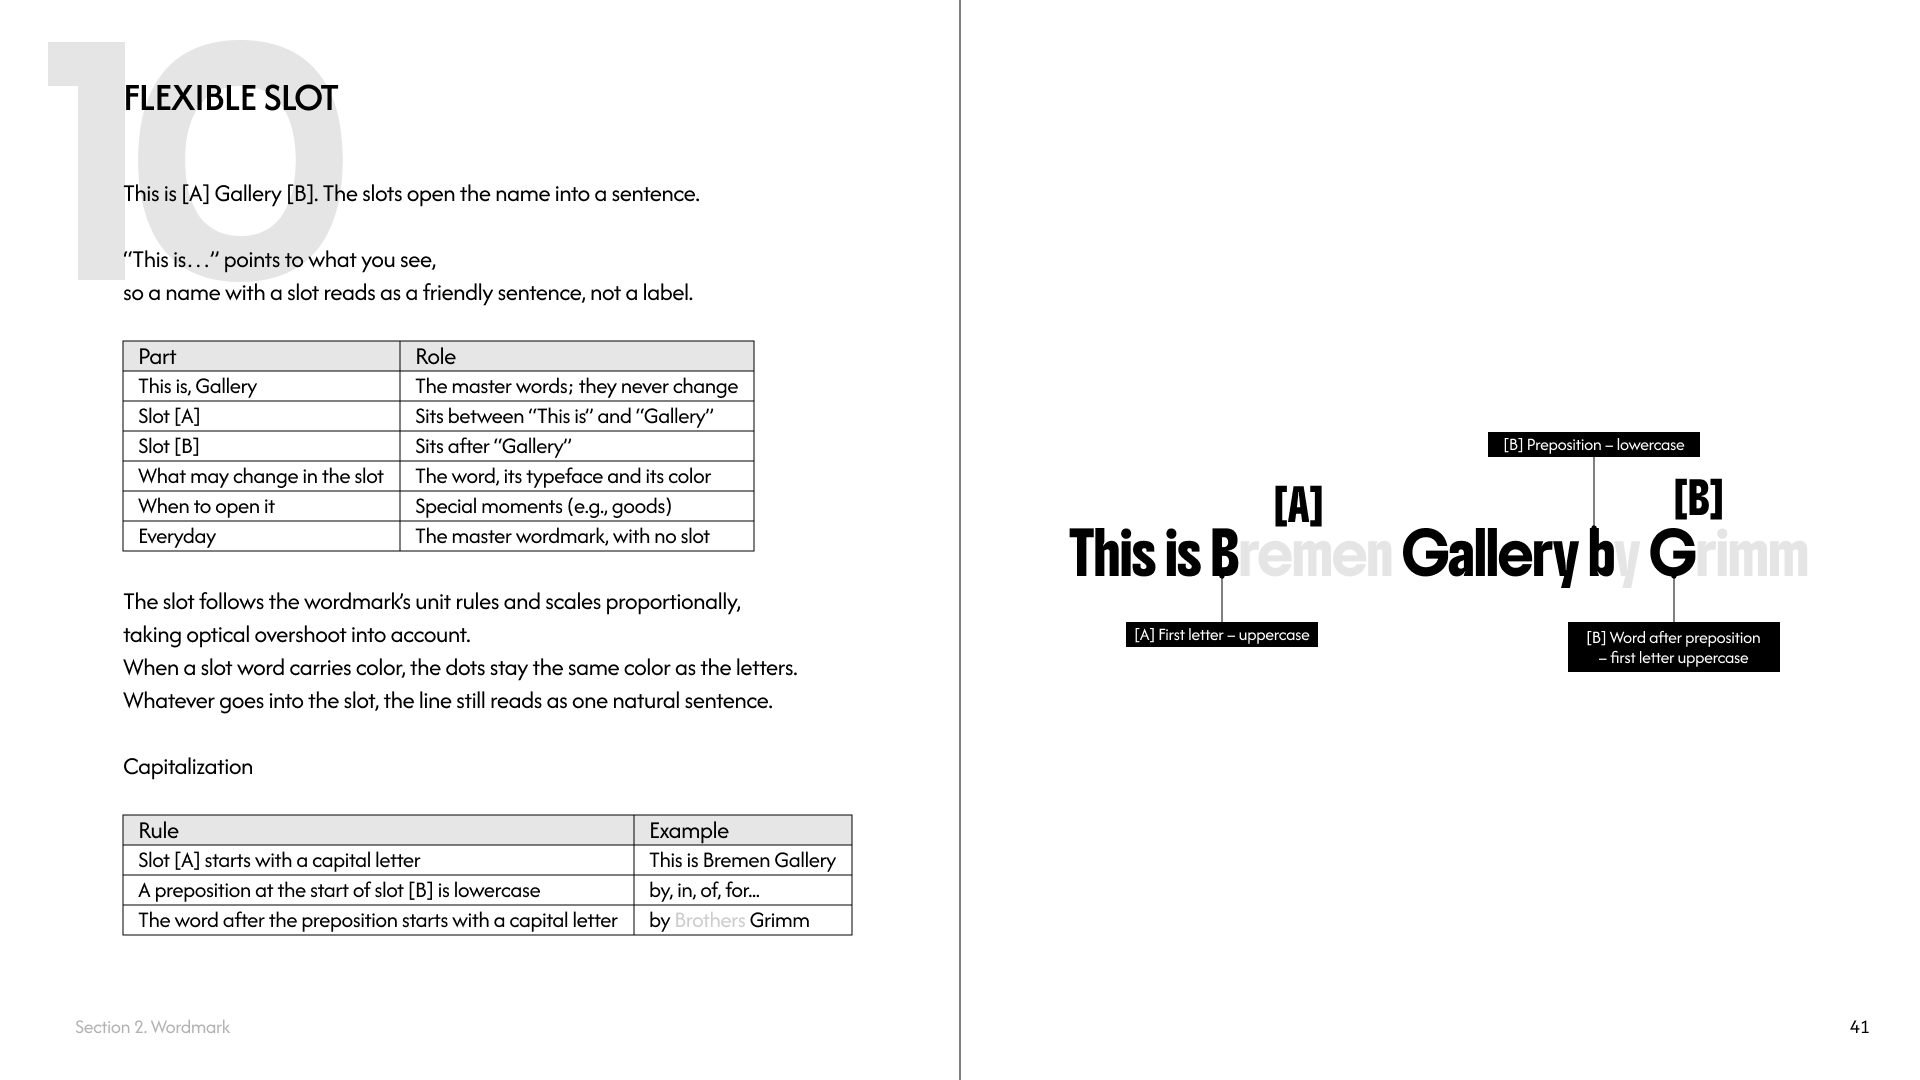 10
FLEXIBLE SLOT
This is [A] Gallery [B]. The slots open the name into a sentence.
“This is…” points to what you see,
so a name with a slot reads as a friendly sentence, not a label.
Part Role
This is, Gallery The master words; they never change
Slot [A] Sits between “This is” and “Gallery”
Slot [B] Sits after “Gallery”
What may change in the slot The word, its typeface and its color
When to open it Special moments (e.g., goods)
Everyday The master wordmark, with no slot
The slot follows the wordmark’s unit rules and scales proportionally,
taking optical overshoot into account.
When a slot word carries color, the dots stay the same color as the letters.
Whatever goes into the slot, the line still reads as one natural sentence.
Capitalization
Rule Example
Slot [A] starts with a capital letter This is Bremen Gallery
A preposition at the start of slot [B] is lowercase by, in, of, for...
The word after the preposition starts with a capital letter by Brothers Grimm
Section 2. Wordmark
[B] Preposition – lowercase
[A] [B]
This is Bremen Gallery by Grimm
[A] First letter – uppercase
[B] Word after preposition
– first letter uppercase
41